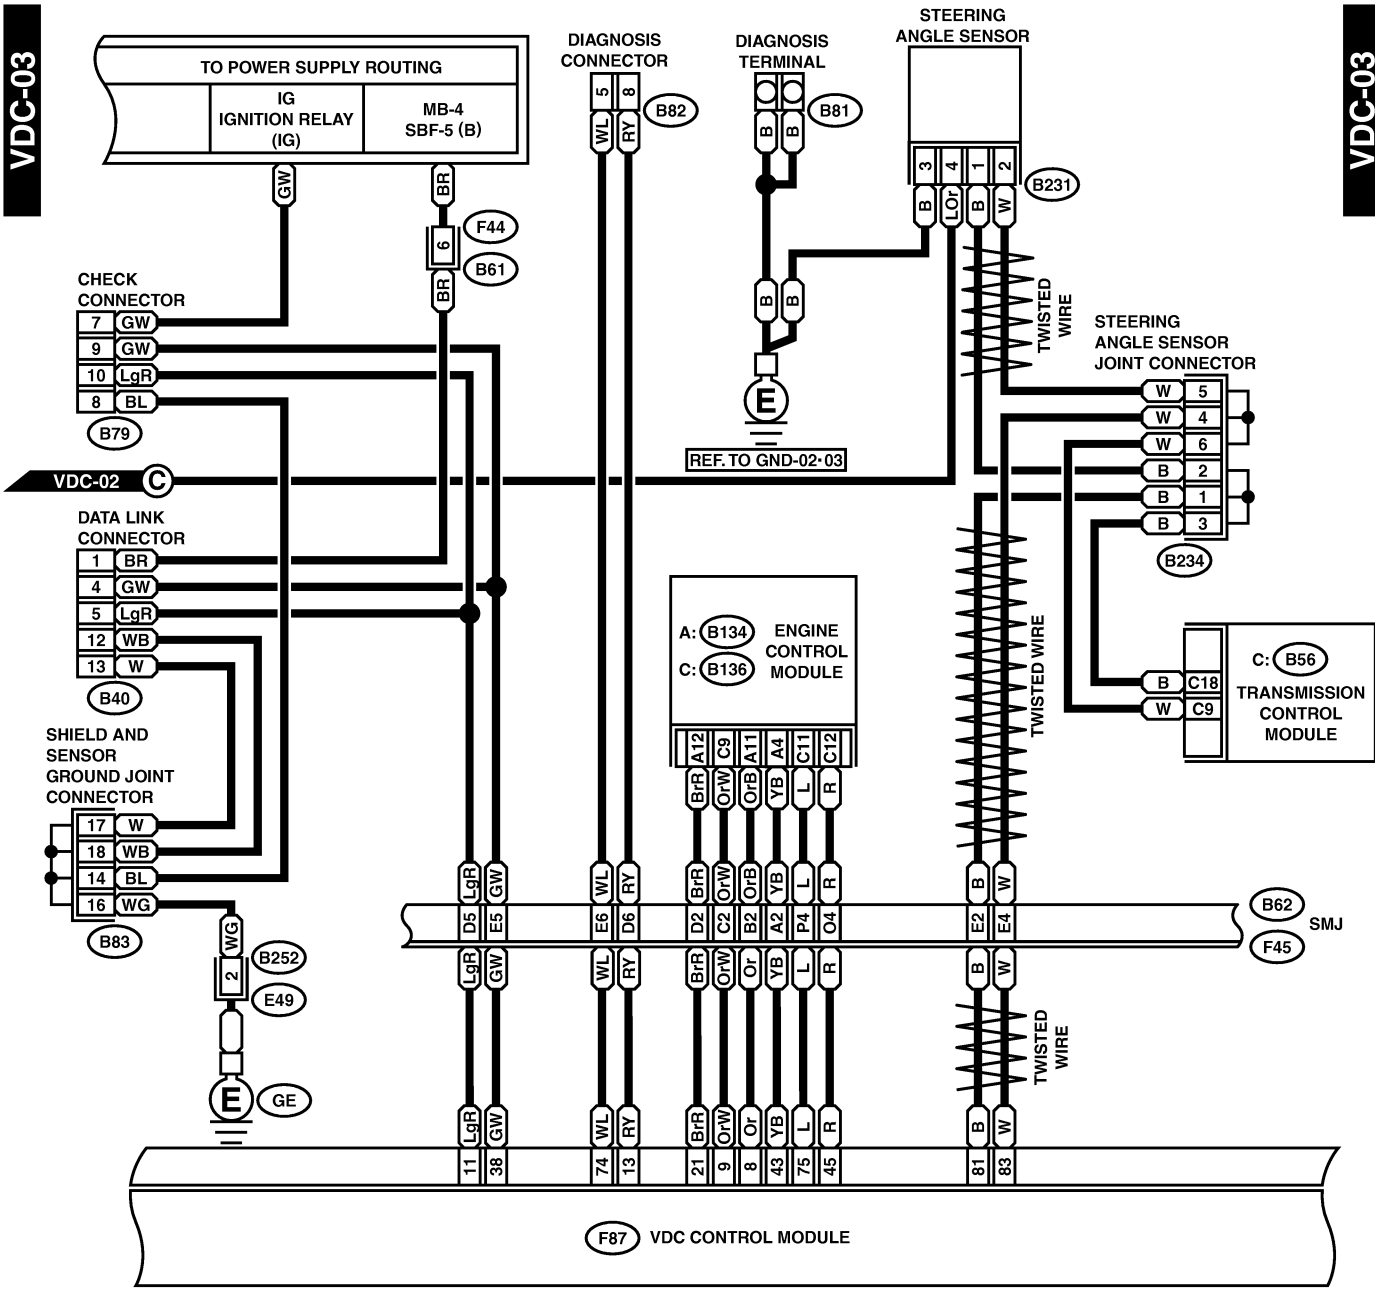 VDC-03
VDC-03
TO POWER SUPPLY ROUTING
IG
IGNITION RELAY
(IG)
MB-4
SBF-5 (B)
GW
BR
6
F44
B61
BR
DIAGNOSIS
CONNECTOR
5 8
B82
WL RY
DIAGNOSIS
TERMINAL
B81
B B
B B
E
REF. TO GND-02·03
STEERING
ANGLE SENSOR
3 4 1 2
B231
B LOr B W
TWISTED
WIRE
CHECK
CONNECTOR
7 GW
9 GW
10 LgR
8 BL
B79
VDC-02 C
DATA LINK
CONNECTOR
1 BR
4 GW
5 LgR
12 WB
13 W
B40
SHIELD AND
SENSOR
GROUND JOINT
CONNECTOR
17 W
18 WB
14 BL
16 WG
B83
WG
2
B252
E49
E
GE
STEERING
ANGLE SENSOR
JOINT CONNECTOR
W 5
W 4
W 6
B 2
B 1
B 3
B234
TWISTED WIRE
C: B56
TRANSMISSION
CONTROL
MODULE
B C18
W C9
A: B134
C: B136
ENGINE
CONTROL
MODULE
A12 C9 A11 A4 C11 C12
BrR OrW OrB YB L R
LgR GW WL RY BrR OrW OrB YB L R B W
D5 E5 E6 D6 D2 C2 B2 A2 P4 O4 E2 E4
B62
SMJ
F45
LgR GW WL RY BrR OrW Or YB L R B W
TWISTED
WIRE
LgR GW WL RY BrR OrW Or YB L R B W
11 38 74 13 21 9 8 43 75 45 81 83
F87 VDC CONTROL MODULE